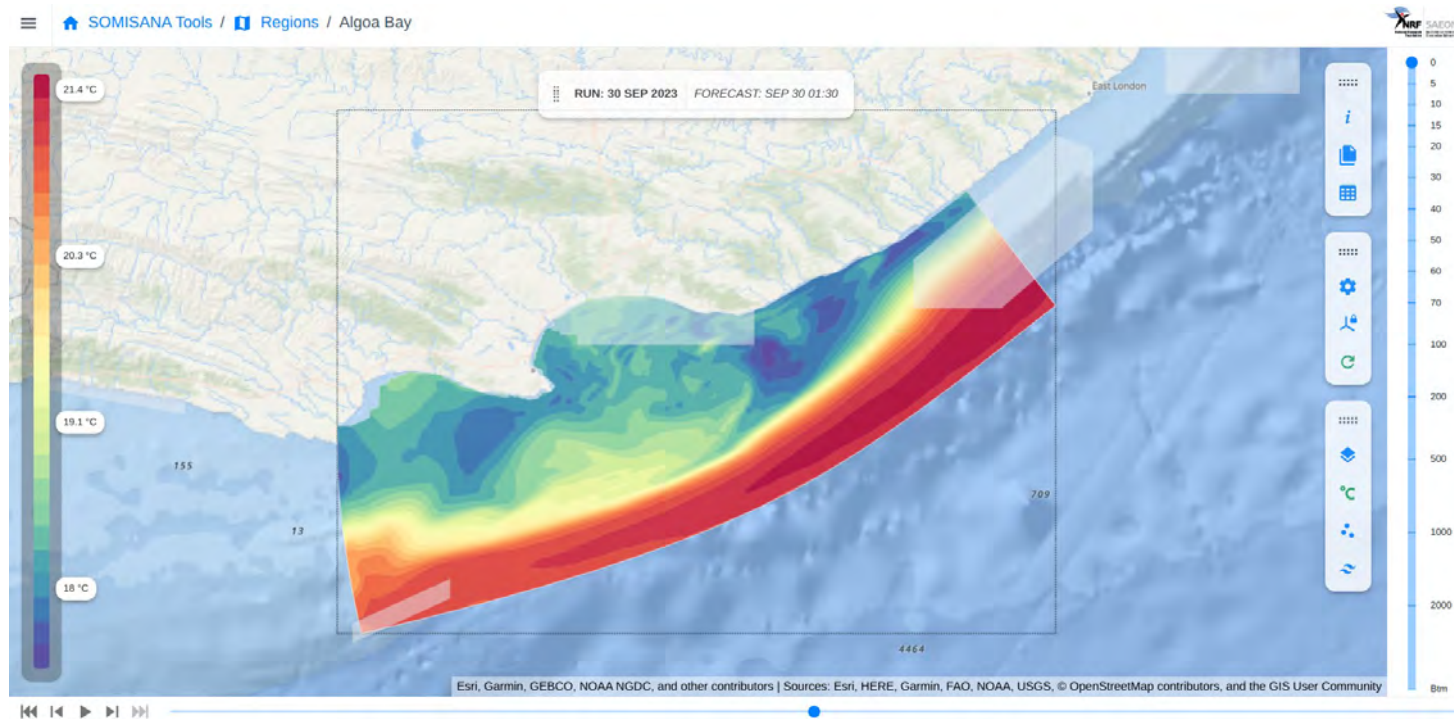 SOMISANA Tools / Regions / Algoa Bay
NRF SAEON
RUN: 30 SEP 2023 FORECAST: SEP 30 01:30
East London
21.4 °C
20.3 °C
19.1 °C
18 °C
155
13
709
4464
i
°C
0
5
10
15
20
30
40
50
60
70
100
200
500
1000
2000
Btm
Esri, Garmin, GEBCO, NOAA NGDC, and other contributors | Sources: Esri, HERE, Garmin, FAO, NOAA, USGS, © OpenStreetMap contributors, and the GIS User Community